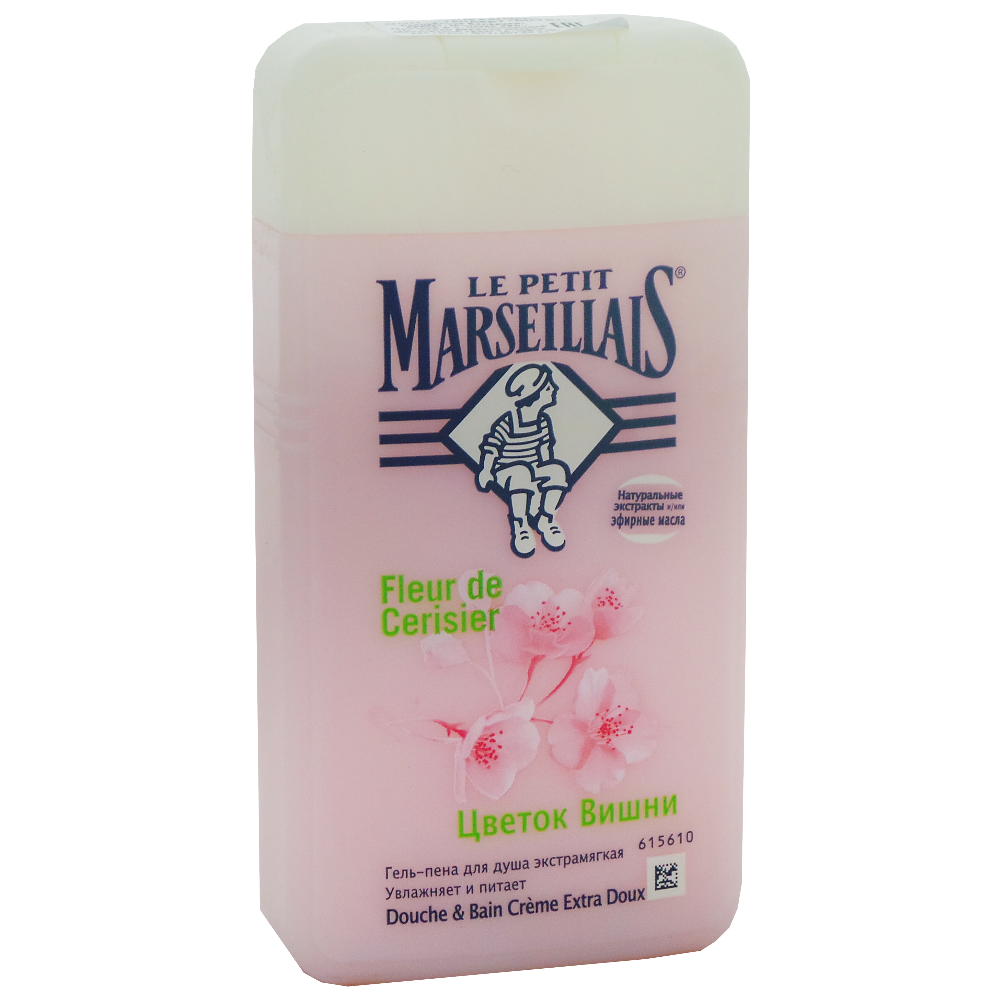 EAC
LE PETIT
MARSEILLAIS®
Натуральные
экстракты и/или
эфирные масла
Fleur de
Cerisier
Цветок Вишни
615610
Гель-пена для душа экстрамягкая
Увлажняет и питает
Douche & Bain Crème Extra Doux